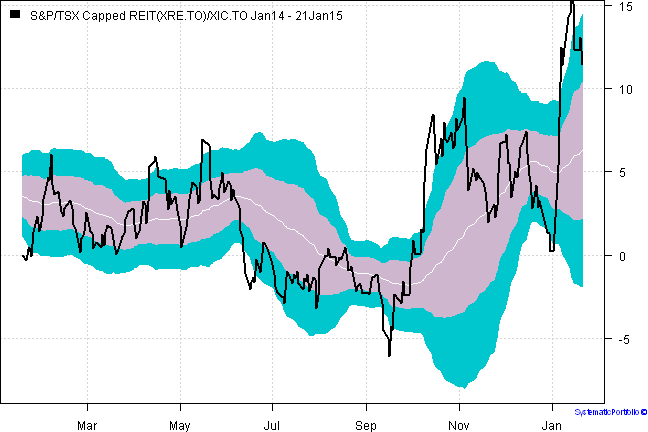 S&P/TSX Capped REIT(XRE.TO)/XIC.TO Jan14 - 21Jan15
15
10
5
0
-5
Mar May Jul Sep Nov Jan
SystematicPortfolio ©